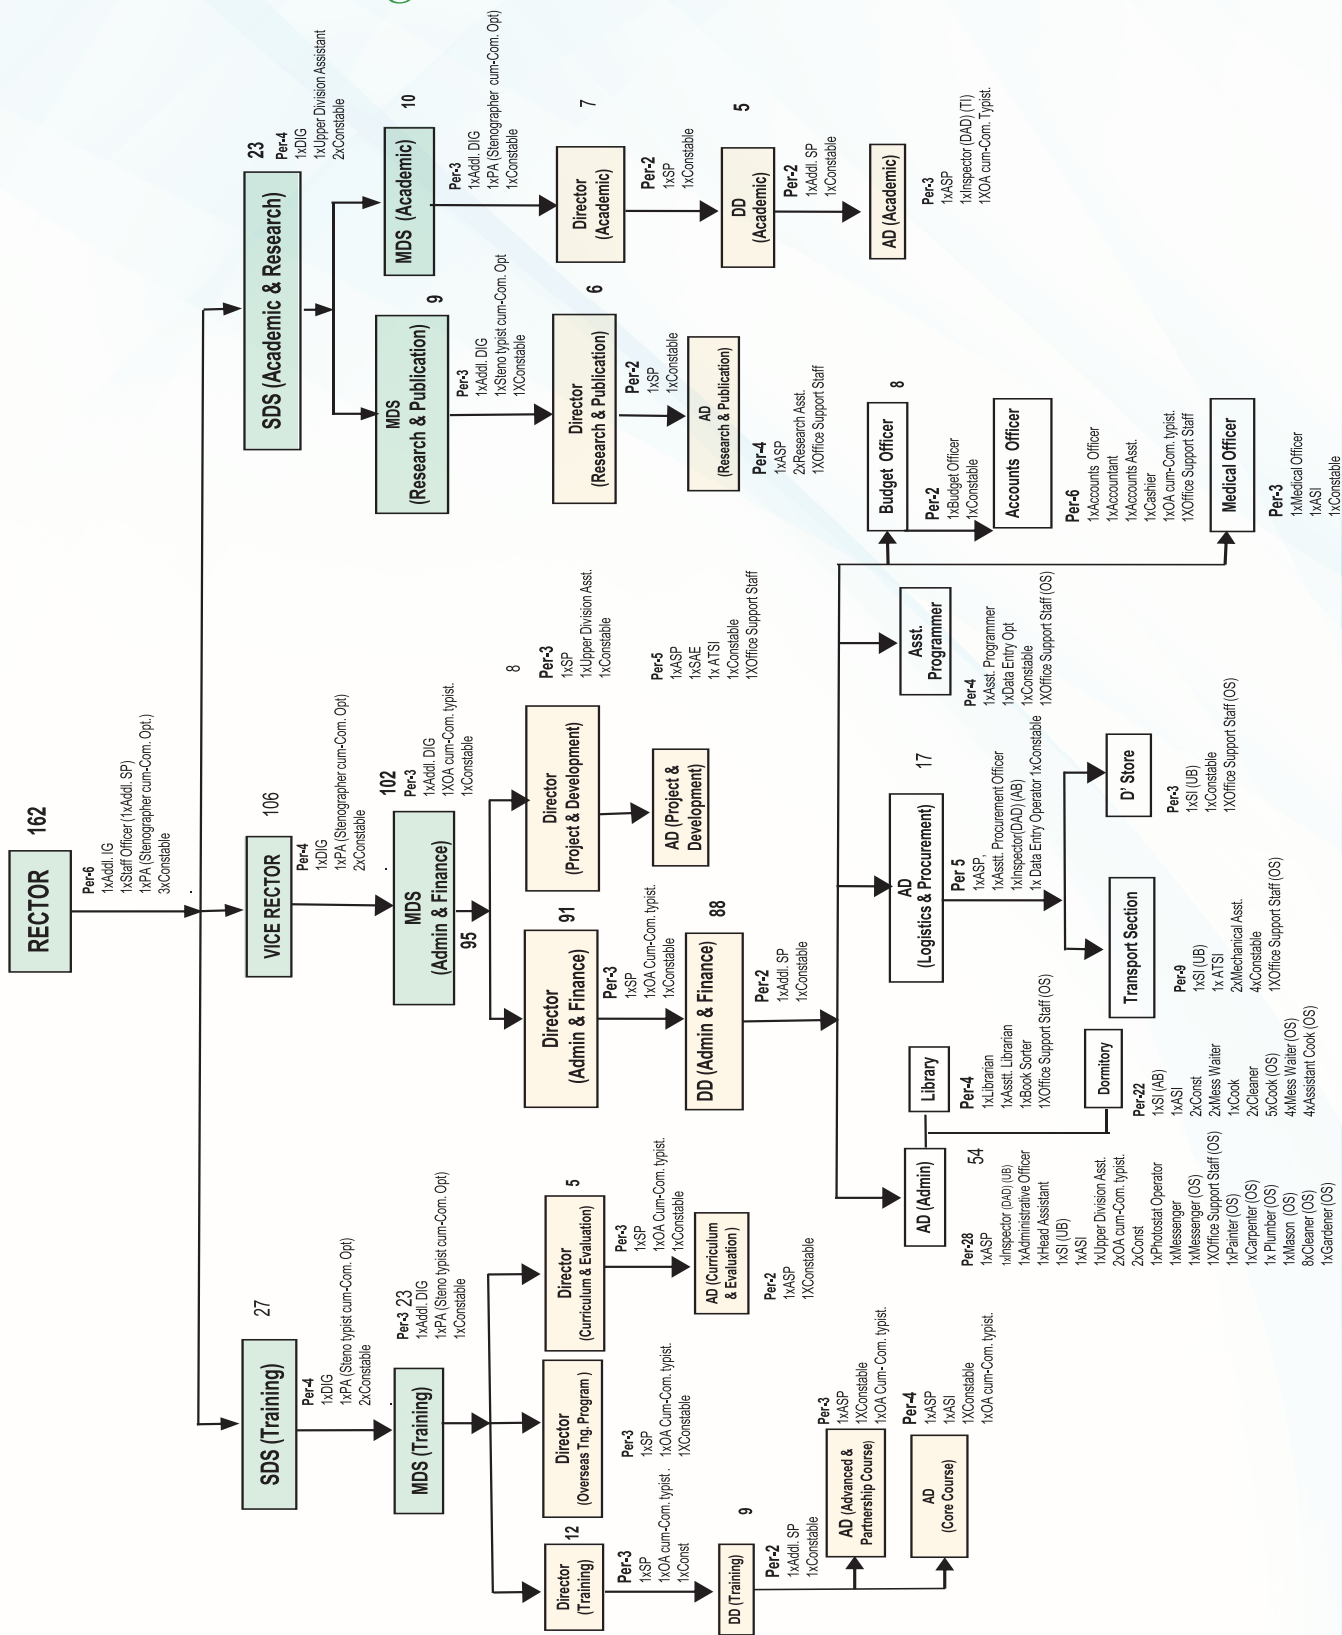 RECTOR
162
Per-6
1xAddl. IG
1xStaff Officer (1xAddl. SP)
1xPA (Stenographer cum-Com. Opt.)
3xConstable
SDS (Training)
27
Per-4
1xDIG
1xPA (Steno typist cum-Com. Opt)
2xConstable
MDS (Training)
Per-3 23
1xAddl. DIG
1xPA (Steno typist cum-Com. Opt)
1xConstable
Director
(Training)
12
Per-3
1xSP
1xOA cum-Com. typist .
1xConst
DD (Training)
9
Per-2
1xAddl. SP
1xConstable
AD (Advanced &
Partnership Course)
Per-3
1xASP
1XConstable
1xOA Cum- Com. typist.
AD
(Core Course)
Per-4
1xASP
1xASI
1XConstable
1xOA cum-Com. typist.
Director
(Overseas Tng. Program )
Per-3
1xSP
1xOA Cum-Com. typist.
1XConstable
Director
(Curriculum & Evaluation)
5
Per-3
1xSP
1xOA Cum-Com. typist.
1xConstable
AD (Curriculum
& Evaluation)
Per-2
1xASP
1XConstable
VICE RECTOR
106
Per-4
1xDIG
1xPA (Stenographer cum-Com. Opt)
2xConstable
MDS
(Admin & Finance)
102
Per-3
1xAddl. DIG
1XOA cum-Com. typist.
1xConstable
95
Director
(Admin & Finance)
91
Per-3
1xSP
1xOA Cum-Com. typist.
1xConstable
DD (Admin & Finance)
88
Per-2
1xAddl. SP
1xConstable
Director
(Project & Development)
8
Per-3
1xSP
1xUpper Division Asst.
1xConstable
AD (Project &
Development)
Per-5
1xASP
1xSAE
1x ATSI
1xConstable
1XOffice Support Staff
AD (Admin)
54
Per-28
1xASP
1xInspector (DAD) (UB)
1xAdministrative Officer
1xHead Assistant
1xSI (UB)
1xASI
1xUpper Division Asst.
2xOA cum-Com. typist.
2xConst
1xPhotostat Operator
1xMessenger
1xMessenger (OS)
1XOffice Support Staff (OS)
1xPainter (OS)
1xCarpenter (OS)
1x Plumber (OS)
1xMason  (OS)
8xCleaner (OS)
1xGardener (OS)
Library
Per-4
1xLibrarian
1xAsstt. Librarian
1xBook Sorter
1XOffice Support Staff (OS)
Dormitory
Per-22
1xSI (AB)
1xASI
2xConst
2xMess Waiter
1xCook
2xCleaner
5xCook (OS)
4xMess Waiter (OS)
4xAssistant Cook (OS)
AD
(Logistics & Procurement)
17
Per 5
1xASP,
1xAsstt. Procurement Officer
1xInspector(DAD) (AB)
1x Data Entry Operator 1xConstable
Transport Section
Per-9
1xSI (UB)
1x ATSI
2xMechanical Asst.
4xConstable
1XOffice Support Staff (OS)
D' Store
Per-3
1xSI (UB)
1xConstable
1XOffice Support Staff (OS)
Asst.
Programmer
Per-4
1xAsst. Programmer
1xData Entry Opt
1xConstable
1XOffice Support Staff (OS)
Budget  Officer
8
Per-2
1xBudget Officer
1xConstable
Accounts  Officer
Per-6
1xAccounts  Officer
1xAccountant
1xAccounts Asst.
1xCashier
1xOA cum-Com. typist.
1XOffice Support Staff
Medical Officer
Per-3
1xMedical Officer
1xASI
1xConstable
SDS (Academic & Research)
23
Per-4
1xDIG
1xUpper Division Assistant
2xConstable
MDS
(Research & Publication)
9
Per-3
1xAddl. DIG
1xSteno typist cum-Com. Opt
1XConstable
Director
(Research & Publication)
6
Per-2
1xSP
1xConstable
AD
(Research & Publication)
Per-4
1xASP
2xResearch Asst.
1XOffice Support Staff
MDS  (Academic)
10
Per-3
1xAddl. DIG
1xPA (Stenographer  cum-Com. Opt)
1xConstable
Director
(Academic)
7
Per-2
1xSP
1xConstable
DD
(Academic)
5
Per-2
1xAddl. SP
1xConstable
AD (Academic)
Per-3
1xASP
1xInspector (DAD) (TI)
1XOA cum-Com. Typist.